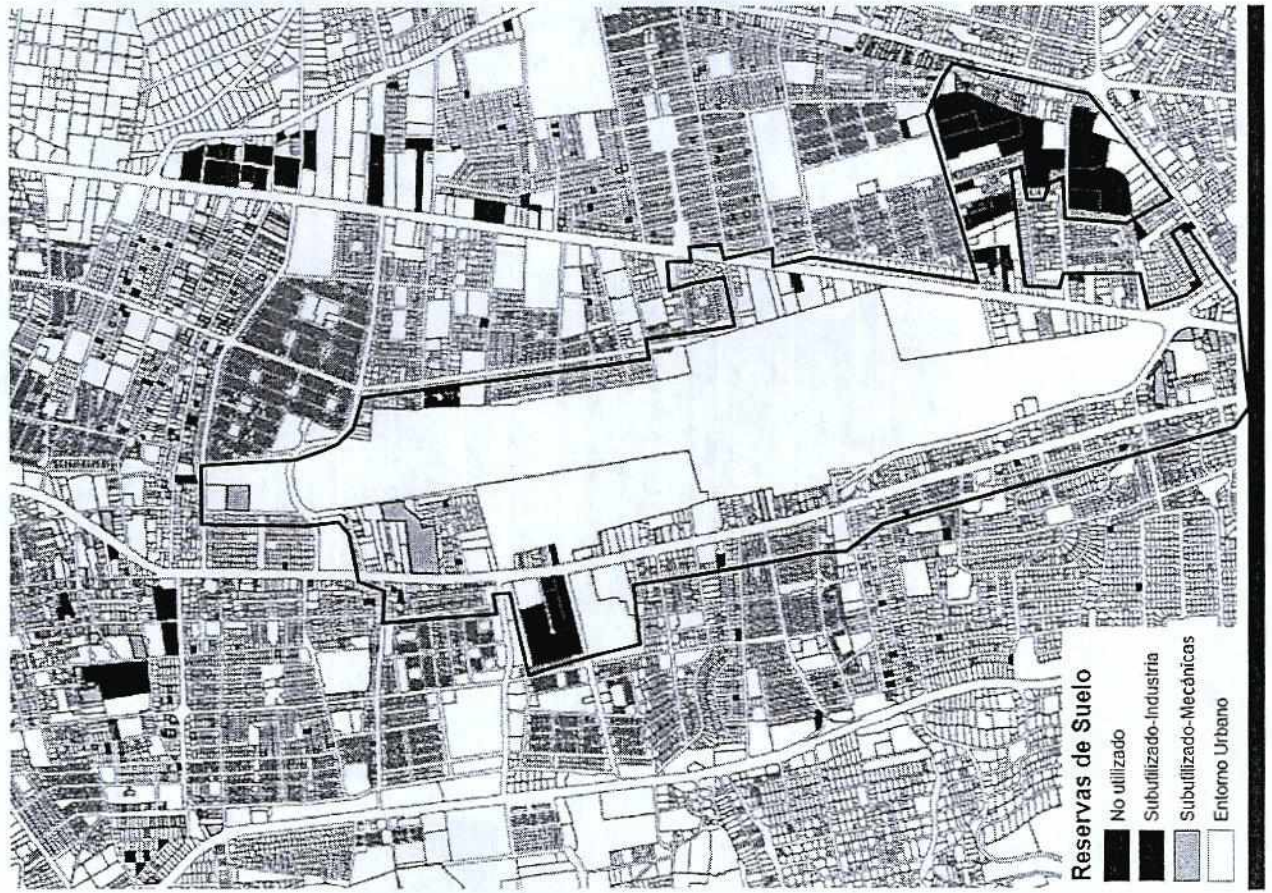 Reservas de Suelo
No utilizado
Subutilizado-Industria
Subutilizado-Mecánicas
Entorno Urbano